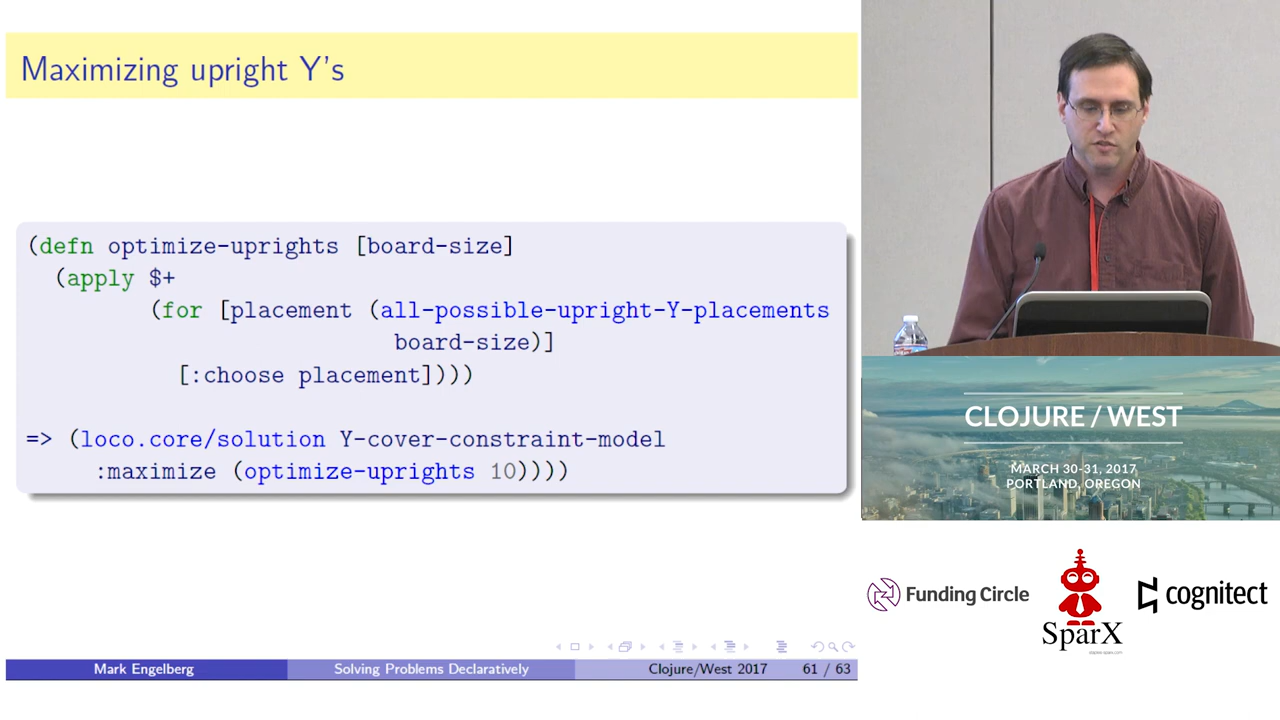 Maximizing upright Y's
(defn optimize-uprights [board-size]
(apply $+
(for [placement (all-possible-upright-Y-placements
board-size)]
[:choose placement])))
=> (loco.core/solution Y-cover-constraint-model
:maximize (optimize-uprights 10))))
Mark Engelberg
Solving Problems Declaratively
Clojure/West 2017
61 / 63
CLOJURE / WEST
MARCH 30-31, 2017
PORTLAND, OREGON
Funding Circle
SparX
cognitect